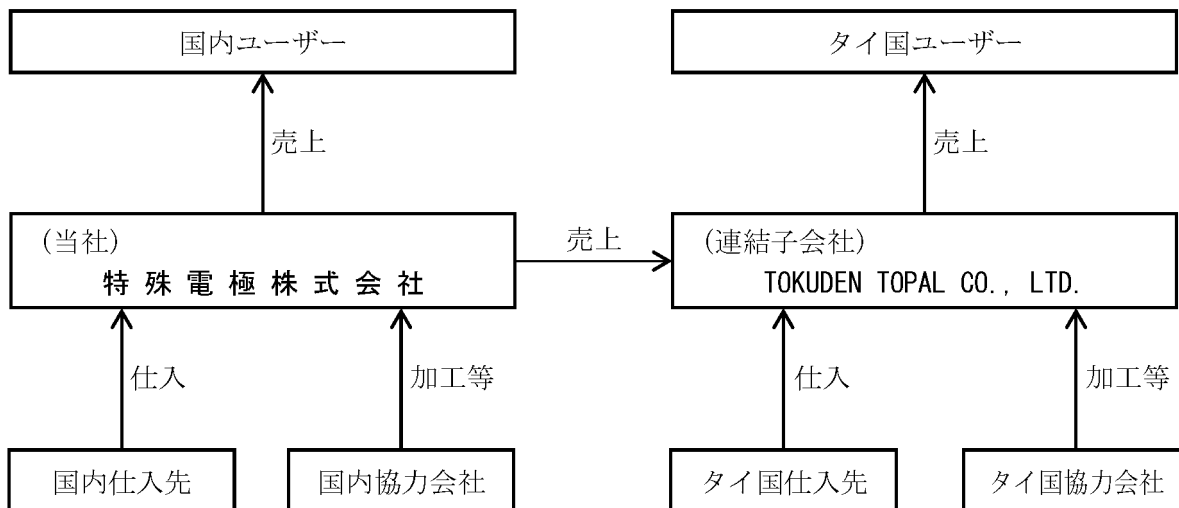 国内ユーザー
タイ国ユーザー
売上
売上
(当社)
特殊電極株式会社
売上
(連結子会社)
TOKUDEN TOPAL CO., LTD.
仕入
加工等
仕入
加工等
国内仕入先
国内協力会社
タイ国仕入先
タイ国協力会社